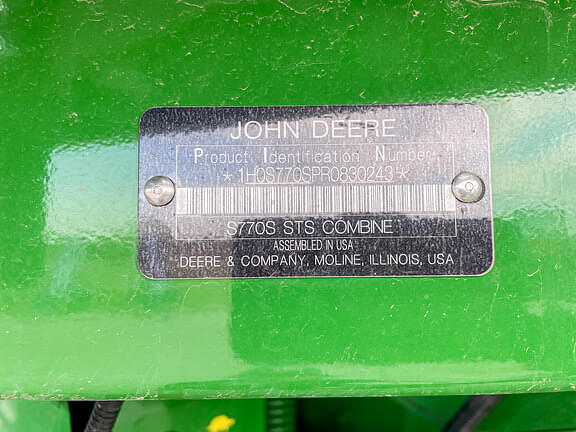 JOHN DEERE
Product Identification Number
*1H0S770SPR0830243*
S770S STS COMBINE
ASSEMBLED IN USA
DEERE & COMPANY, MOLINE, ILLINOIS, USA